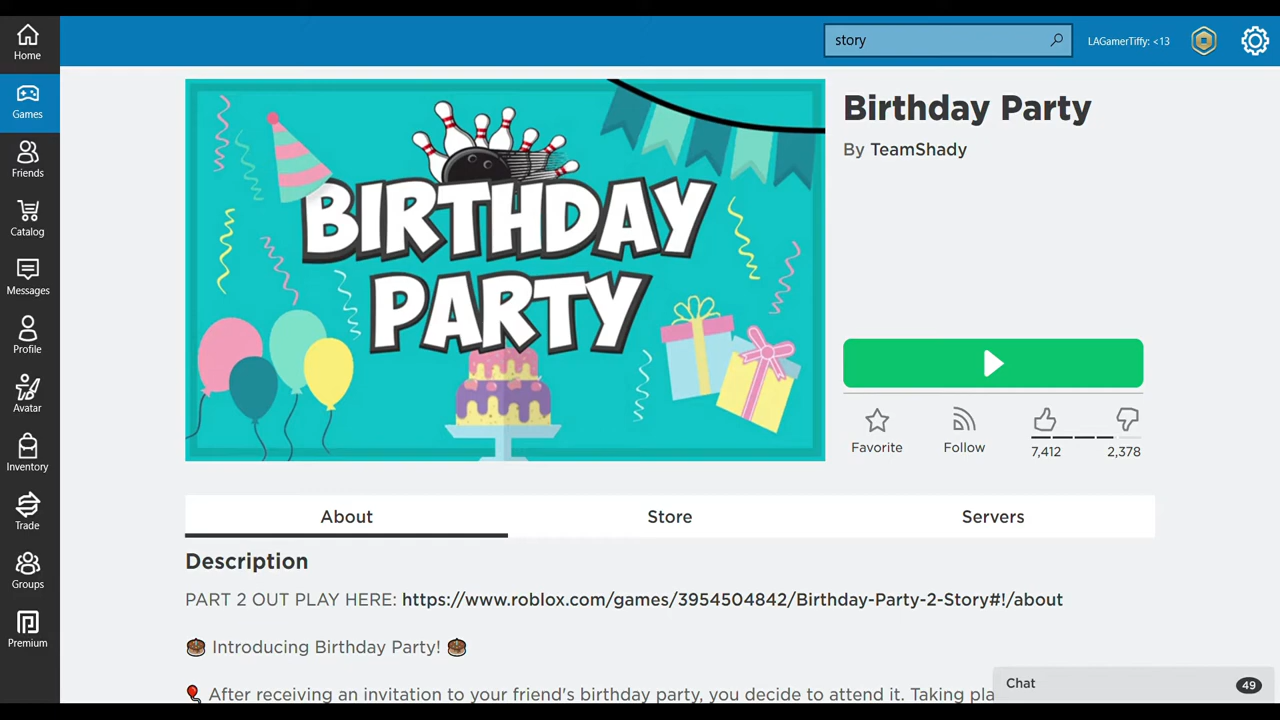 Home
Games
Friends
Catalog
Messages
Profile
Avatar
Inventory
Trade
Groups
Premium
story
LAGamerTiffy: <13
BIRTHDAY
PARTY
Birthday Party
By TeamShady
Favorite
Follow
7,412
2,378
About
Store
Servers
Description
PART 2 OUT PLAY HERE: https://www.roblox.com/games/3954504842/Birthday-Party-2-Story#!/about
Introducing Birthday Party!
After receiving an invitation to your friend's birthday party, you decide to attend it. Taking pla
Chat
49